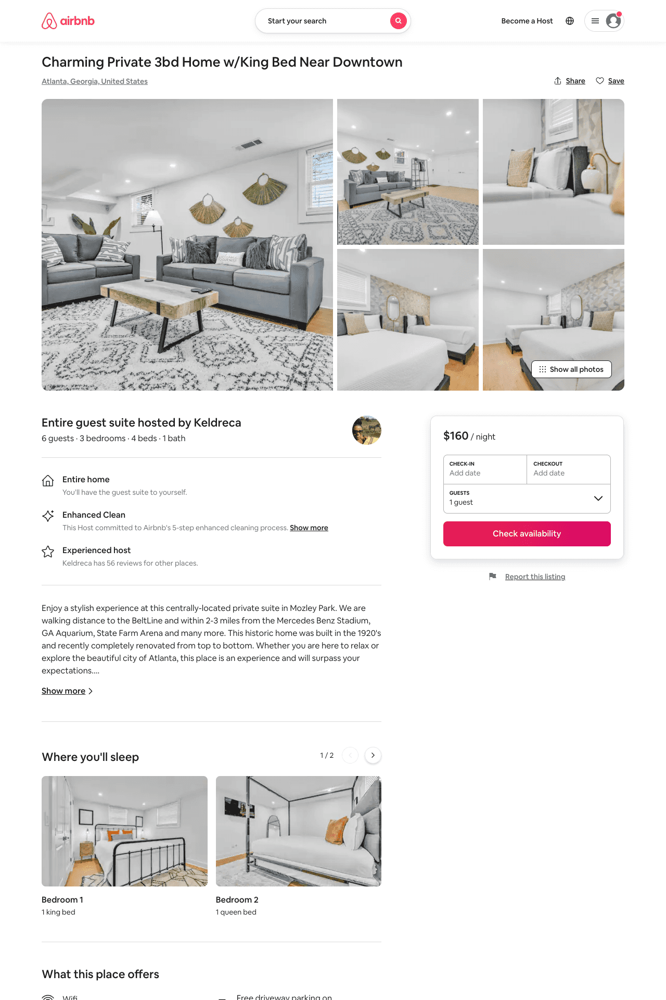 airbnb
Start your search
Become a Host
Charming Private 3bd Home w/King Bed Near Downtown
Atlanta, Georgia, United States
Share
Save
Show all photos
Entire guest suite hosted by Keldreca
6 guests · 3 bedrooms · 4 beds · 1 bath
Entire home
You’ll have the guest suite to yourself.
Enhanced Clean
This Host committed to Airbnb's 5-step enhanced cleaning process. Show more
Experienced host
Keldreca has 56 reviews for other places.
$160 / night
CHECK-IN
Add date
CHECKOUT
Add date
GUESTS
1 guest
Check availability
Report this listing
Enjoy a stylish experience at this centrally-located private suite in Mozley Park. We are
walking distance to the BeltLine and within 2-3 miles from the Mercedes Benz Stadium,
GA Aquarium, State Farm Arena and many more. This historic home was built in the 1920's
and recently completely renovated from top to bottom. Whether you are here to relax or
explore the beautiful city of Atlanta, this place is an experience and will surpass your
expectations....
Show more
Where you'll sleep
1 / 2
Bedroom 1
1 king bed
Bedroom 2
1 queen bed
What this place offers
Wifi
Free driveway parking on